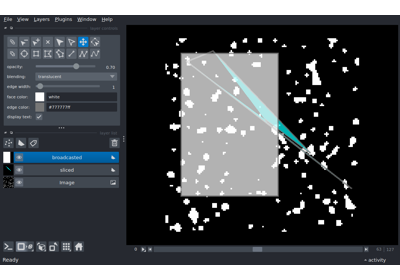 File View Layers Plugins Window Help
opacity: 0.70
blending: translucent
edge width: 1
face color: white
edge color: #777777ff
display text:
broadcasted
sliced
image
Ready
activity